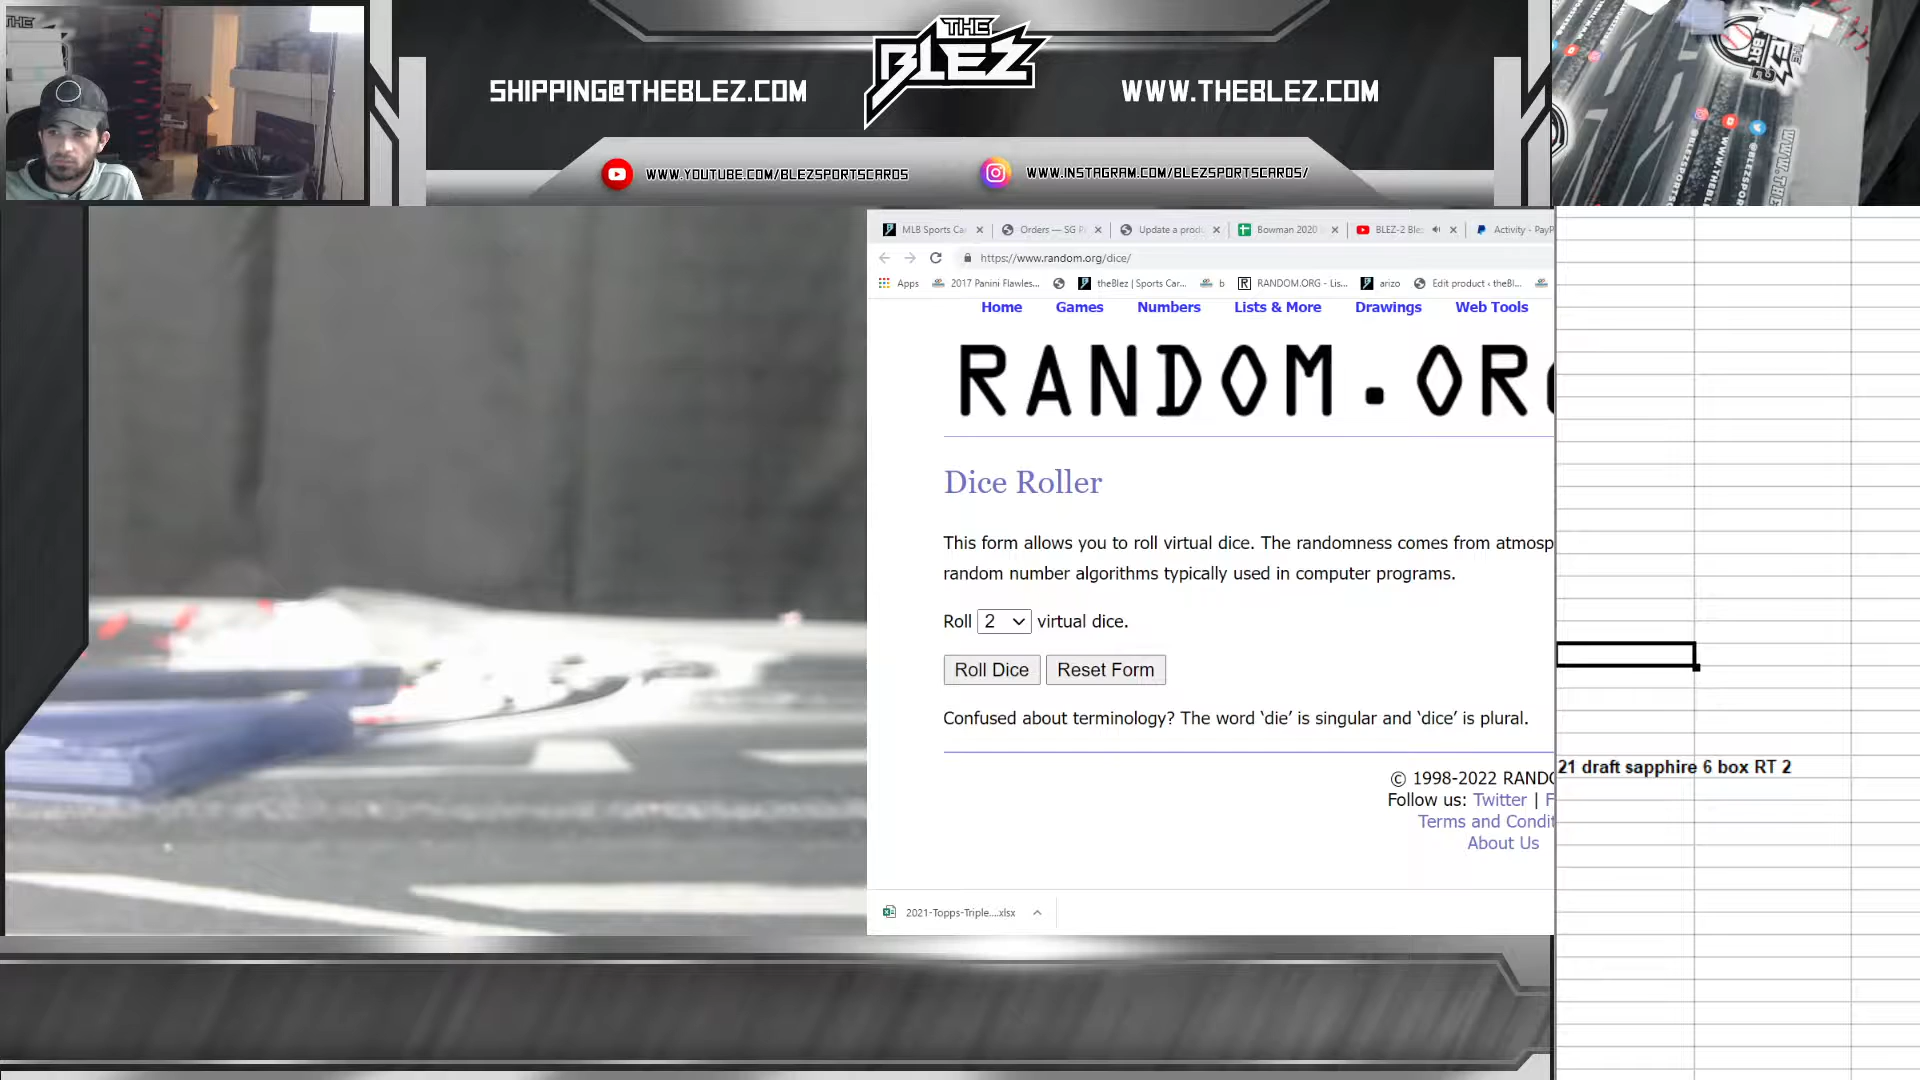 THE
BLEZ
SHIPPING@THEBLEZ.COM
WWW.THEBLEZ.COM
WWW.YOUTUBE.COM/BLEZSPORTSCARDS
WWW.INSTAGRAM.COM/BLEZSPORTSCARDS/
MLB Sports Ca
Orders — SG P
Update a produ
Bowman 2020
BLEZ-2 Ble
Activity - PayP
https://www.random.org/dice/
Apps
2017 Panini Flawles...
theBlez | Sports Car...
b
RANDOM.ORG - Lis...
arizo
Edit product ‹ theBl...
Home
Games
Numbers
Lists & More
Drawings
Web Tools
RANDOM.ORG
Dice Roller
This form allows you to roll virtual dice. The randomness comes from atmosp
random number algorithms typically used in computer programs.
Roll 2 virtual dice.
Roll Dice
Reset Form
Confused about terminology? The word ‘die’ is singular and ‘dice’ is plural.
21 draft sapphire 6 box RT 2
© 1998-2022 RANDO
Follow us: Twitter | F
Terms and Condit
About Us
2021-Topps-Triple....xlsx